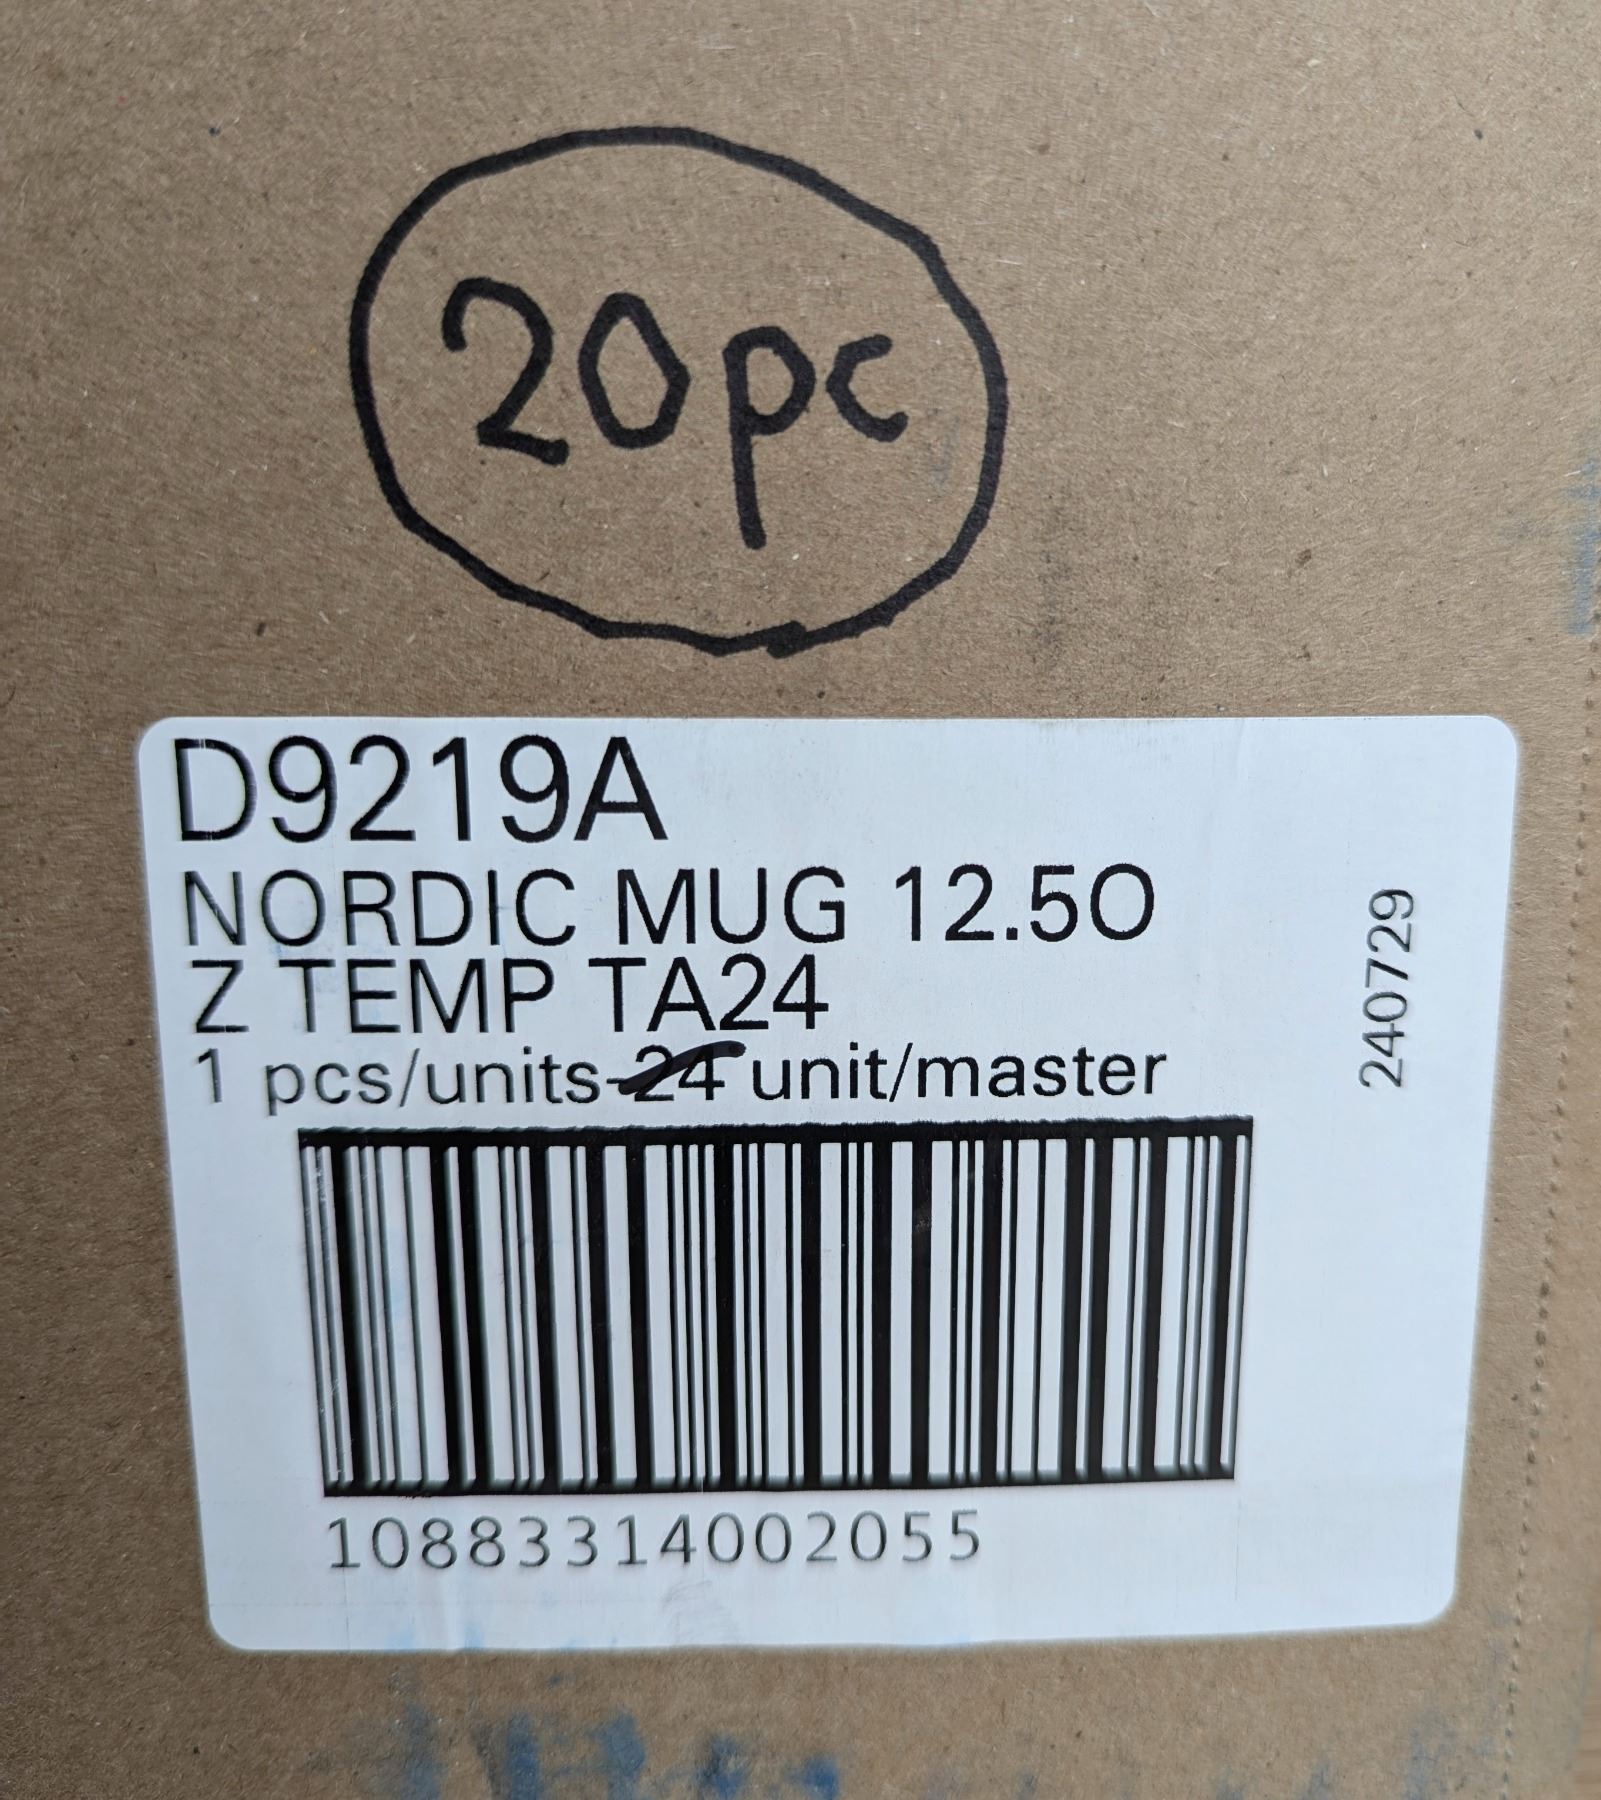 20pc
D9219A
NORDIC MUG 12.5O
Z TEMP TA24
1 pcs/units-24 unit/master
240729
10883314002055